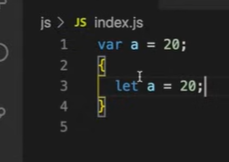 js > JS index.js
1 var a = 20;
2 {
3 let a = 20;
4 }
5